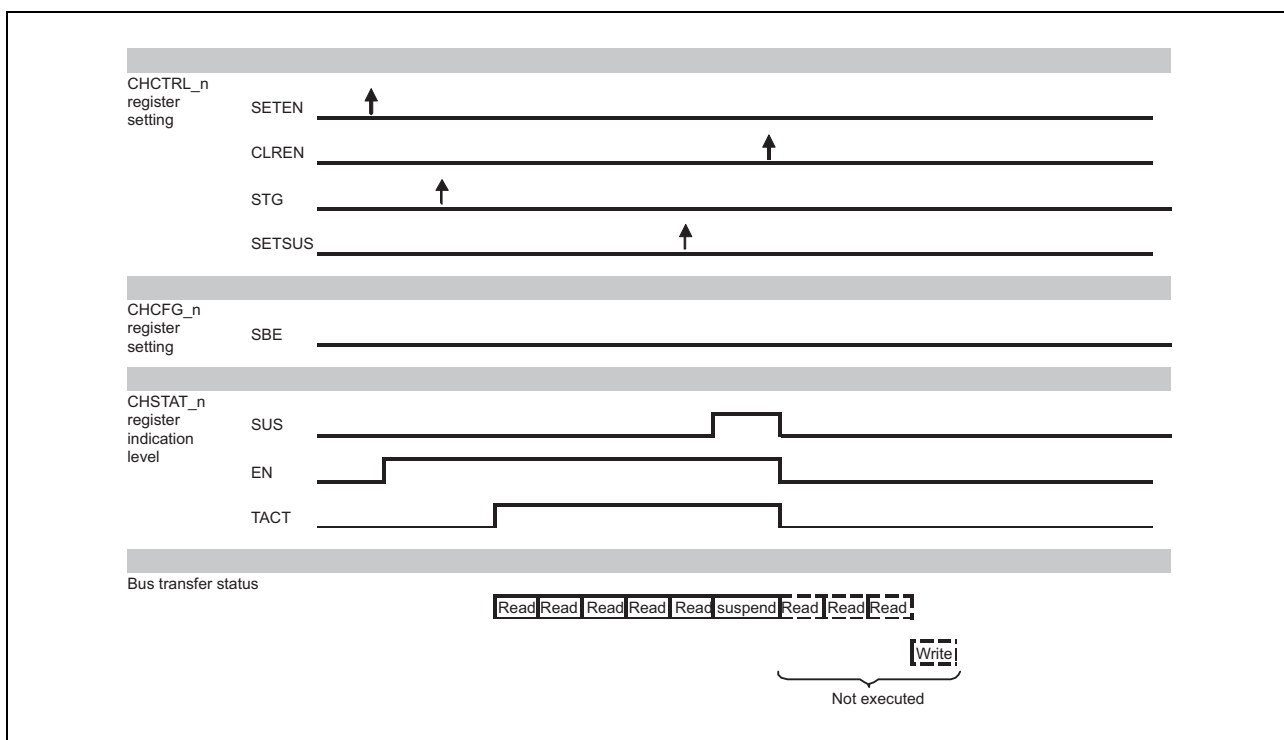 CHCTRL_n
register
setting
SETEN
CLREN
STG
SETSUS
CHCFG_n
register
setting
SBE
CHSTAT_n
register
indication
level
SUS
EN
TACT
Bus transfer status
Read Read Read Read Read suspend Read Read Read
Write
Not executed